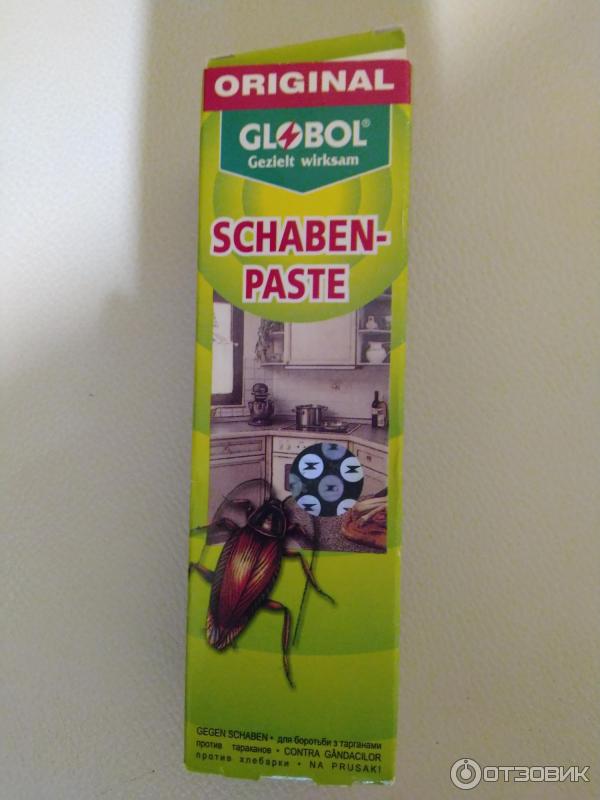 ORIGINAL
GLOBOL®
Gezielt wirksam
SCHABEN-
PASTE
GEGEN SCHABEN • для боротьби з тарганами
против тараканов • CONTRA GÂNDACILOR
против хлебарки • NA PRUSAKI
ОТЗОВИК